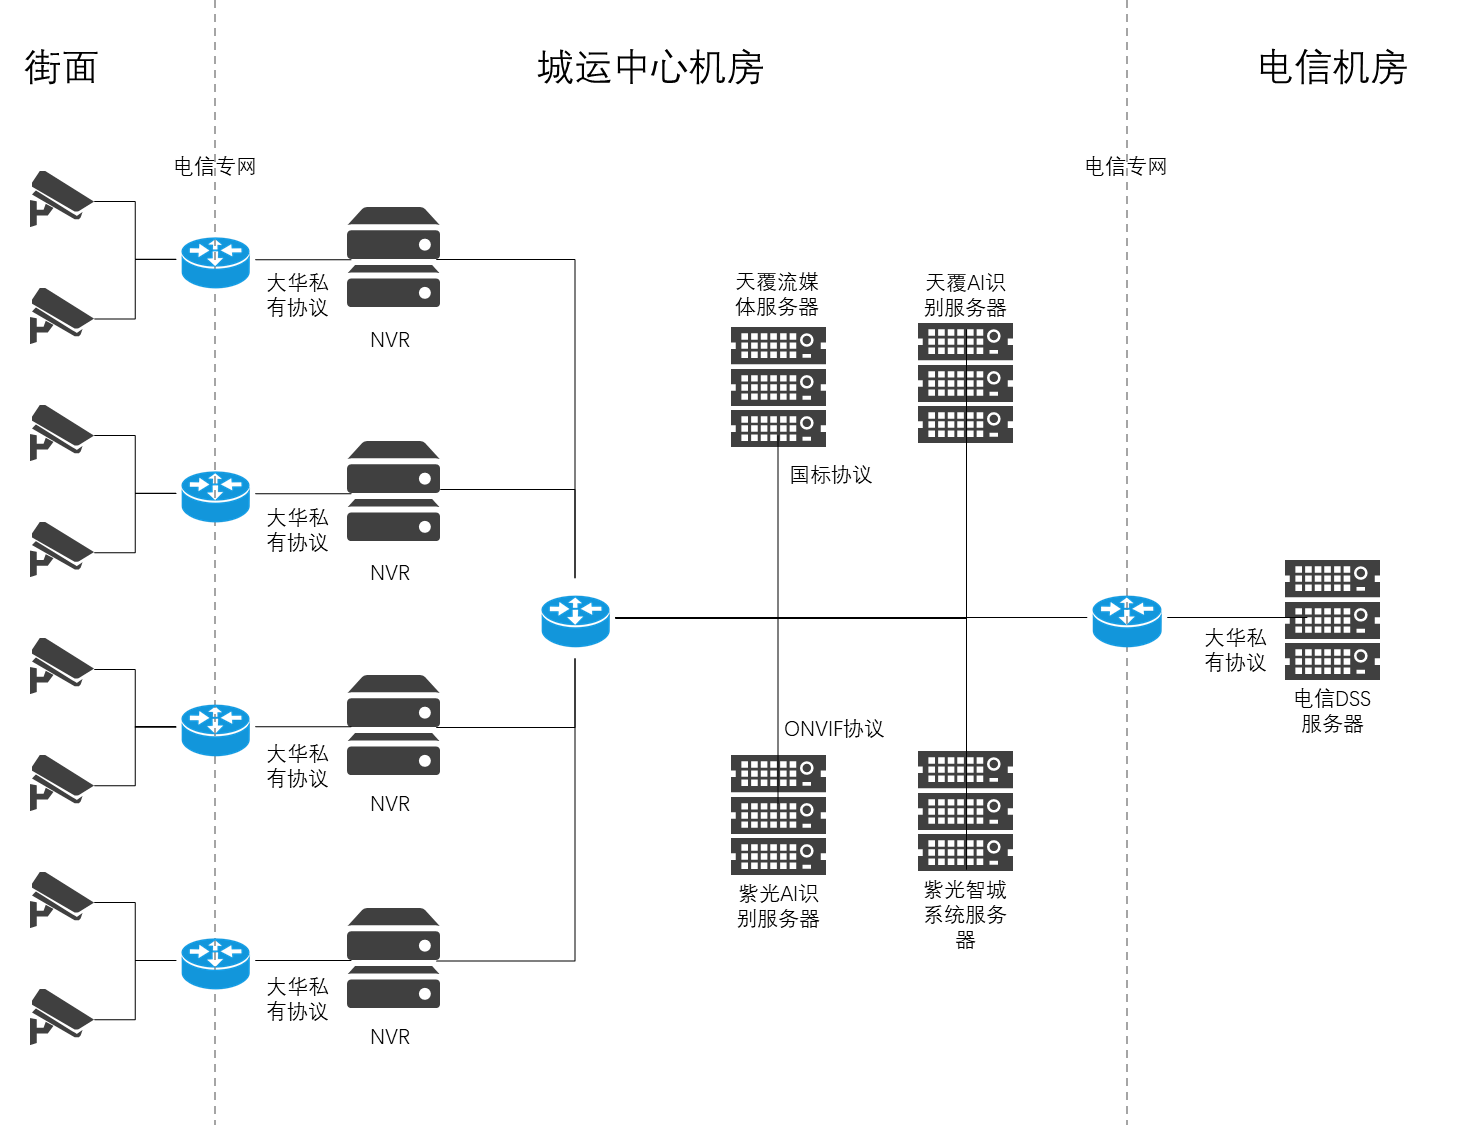 街面
城运中心机房
电信机房
电信专网
电信专网
大华私
有协议
NVR
天覆流媒
体服务器
天覆AI识
别服务器
国标协议
大华私
有协议
NVR
大华私
有协议
电信DSS
服务器
ONVIF协议
大华私
有协议
NVR
紫光AI识
别服务器
紫光智城
系统服务
器
大华私
有协议
NVR